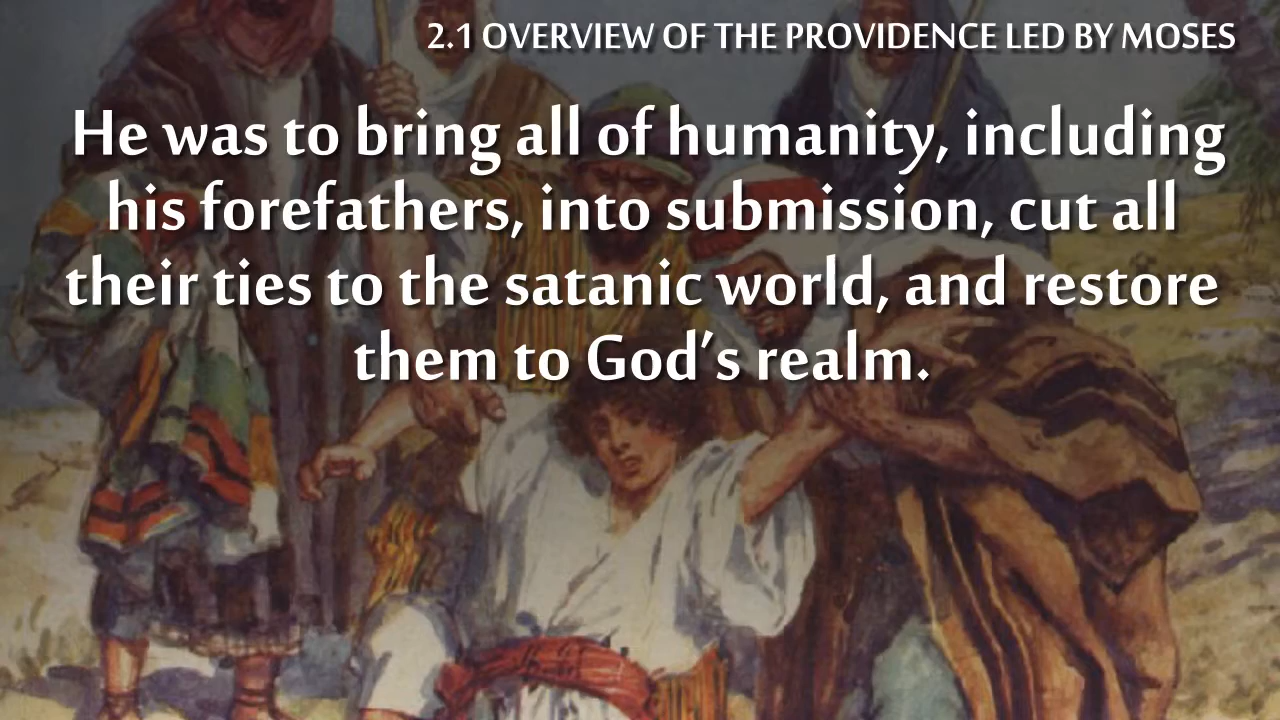 2.1 OVERVIEW OF THE PROVIDENCE LED BY MOSES
He was to bring all of humanity, including
his forefathers, into submission, cut all
their ties to the satanic world, and restore
them to God’s realm.